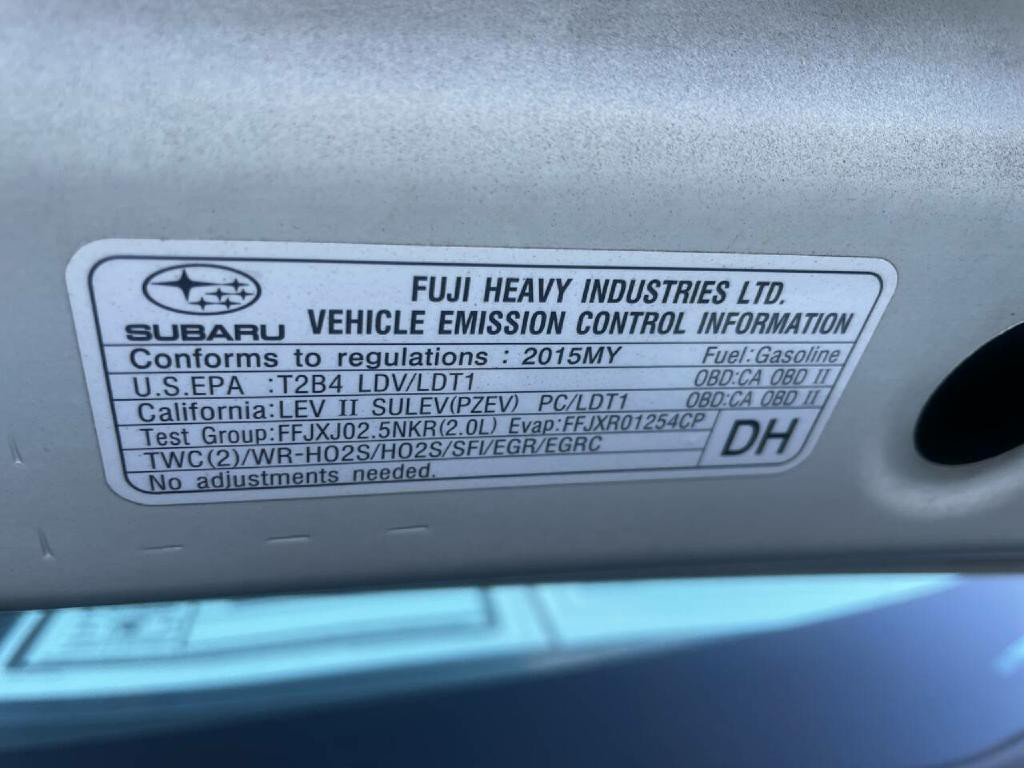 SUBARU
FUJI HEAVY INDUSTRIES LTD.
VEHICLE EMISSION CONTROL INFORMATION
Conforms to regulations : 2015MY Fuel:Gasoline
U.S.EPA :T2B4 LDV/LDT1 OBD:CA OBD II
California:LEV II SULEV(PZEV) PC/LDT1 OBD:CA OBD II
Test Group:FFJXJ02.5NKR(2.0L) Evap:FFJXR01254CP
TWC(2)/WR-HO2S/HO2S/SFI/EGR/EGRC
No adjustments needed.
DH